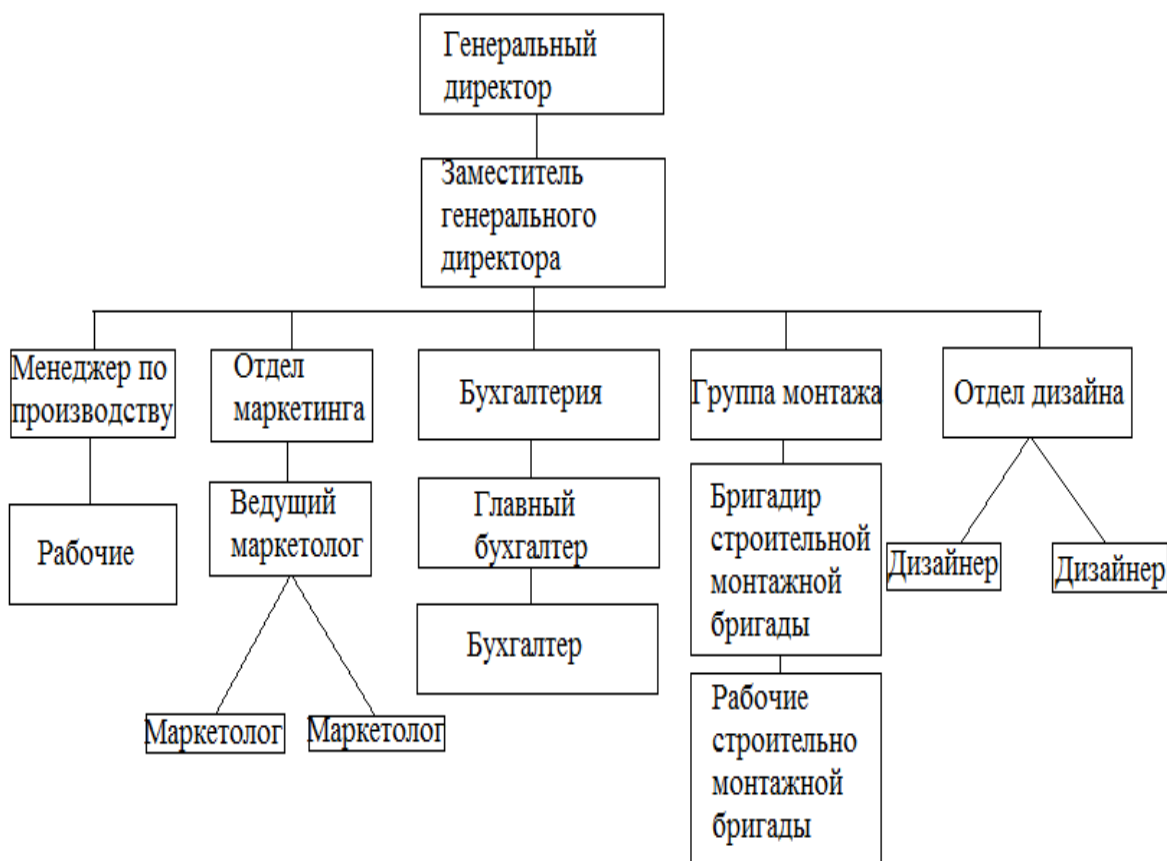 Генеральный
директор
Заместитель
генерального
директора
Менеджер по
производству
Отдел
маркетинга
Бухгалтерия
Группа монтажа
Отдел дизайна
Рабочие
Ведущий
маркетолог
Главный
бухгалтер
Бригадир
строительной
монтажной
бригады
Дизайнер
Дизайнер
Маркетолог
Маркетолог
Бухгалтер
Рабочие
строительно
монтажной
бригады